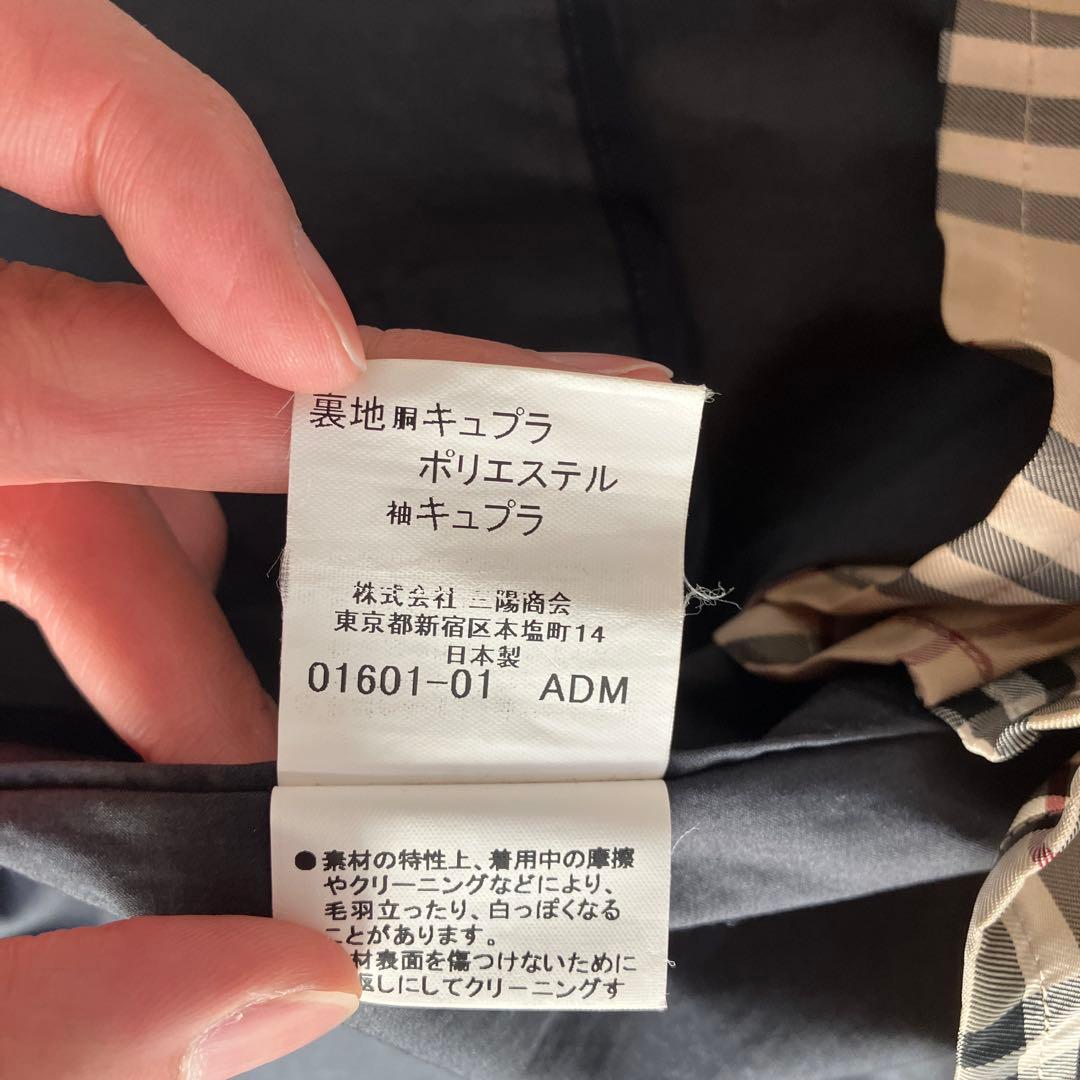 裏地胴キュプラ
ポリエステル
袖キュプラ
株式会社 三陽商会
東京都新宿区本塩町14
日本製
01601-01 ADM
●素材の特性上、着用中の摩擦
やクリーニングなどにより、
毛羽立ったり、白っぽくなる
ことがあります。
材表面を傷つけないために
返しにしてクリーニングす